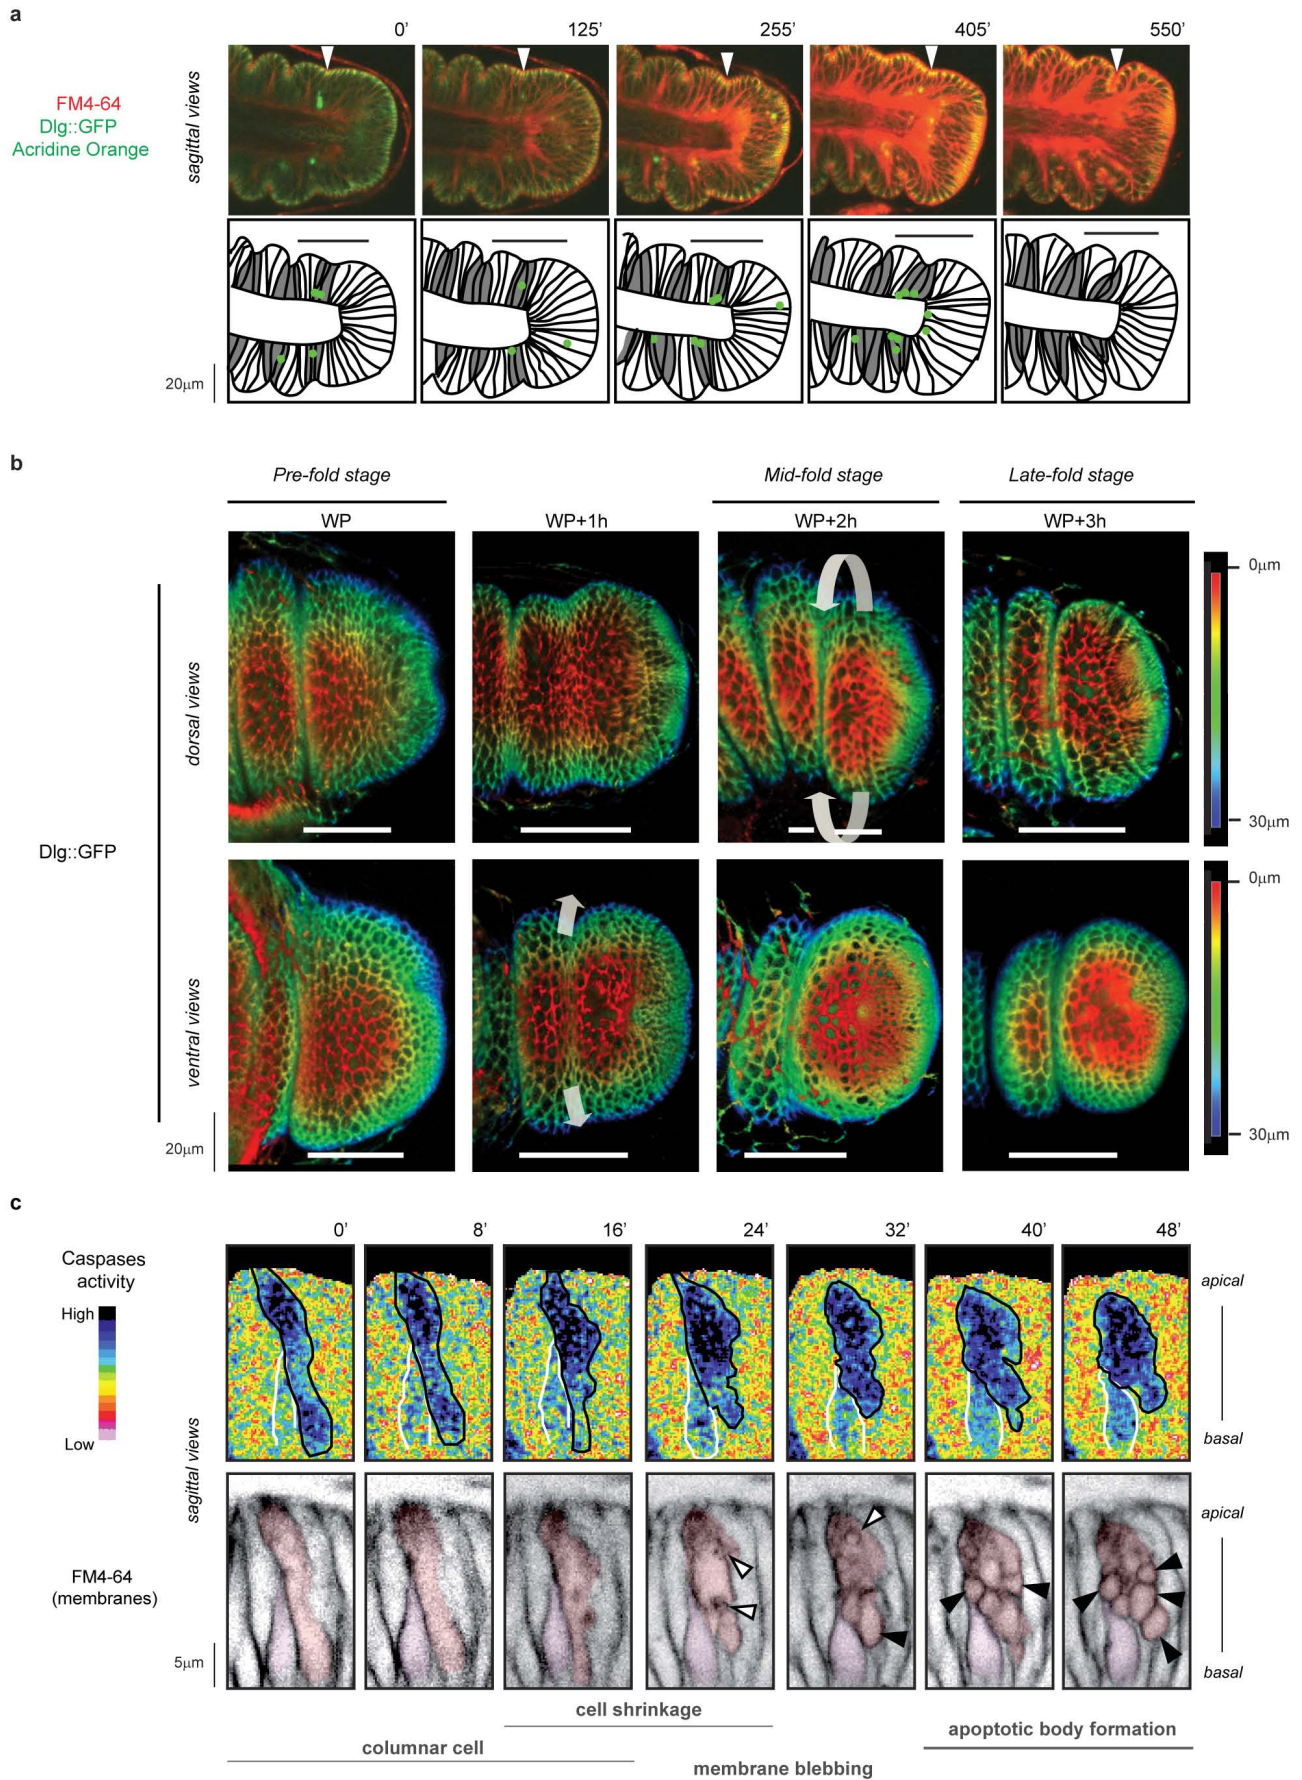 a
0’ 125’ 255’ 405’ 550’
FM4-64
Dlg::GFP
Acridine Orange
sagittal views
20µm
b
Pre-fold stage Mid-fold stage Late-fold stage
WP WP+1h WP+2h WP+3h
0µm
dorsal views
30µm
Dlg::GFP
0µm
ventral views
30µm
20µm
c
0’ 8’ 16’ 24’ 32’ 40’ 48’
Caspases
activity
High
Low
apical
basal
sagittal views
FM4-64
(membranes)
apical
basal
5µm
cell shrinkage
apoptotic body formation
columnar cell
membrane blebbing